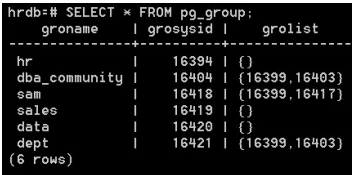 hrdb=# SELECT * FROM pg_group;
    groname    | grosysid |    grolist
---------------+----------+---------------
 hr            |    16394 | {}
 dba_community |    16404 | {16399,16403}
 sam           |    16418 | {16399,16417}
 sales         |    16419 | {}
 data          |    16420 | {}
 dept          |    16421 | {16399,16403}
(6 rows)